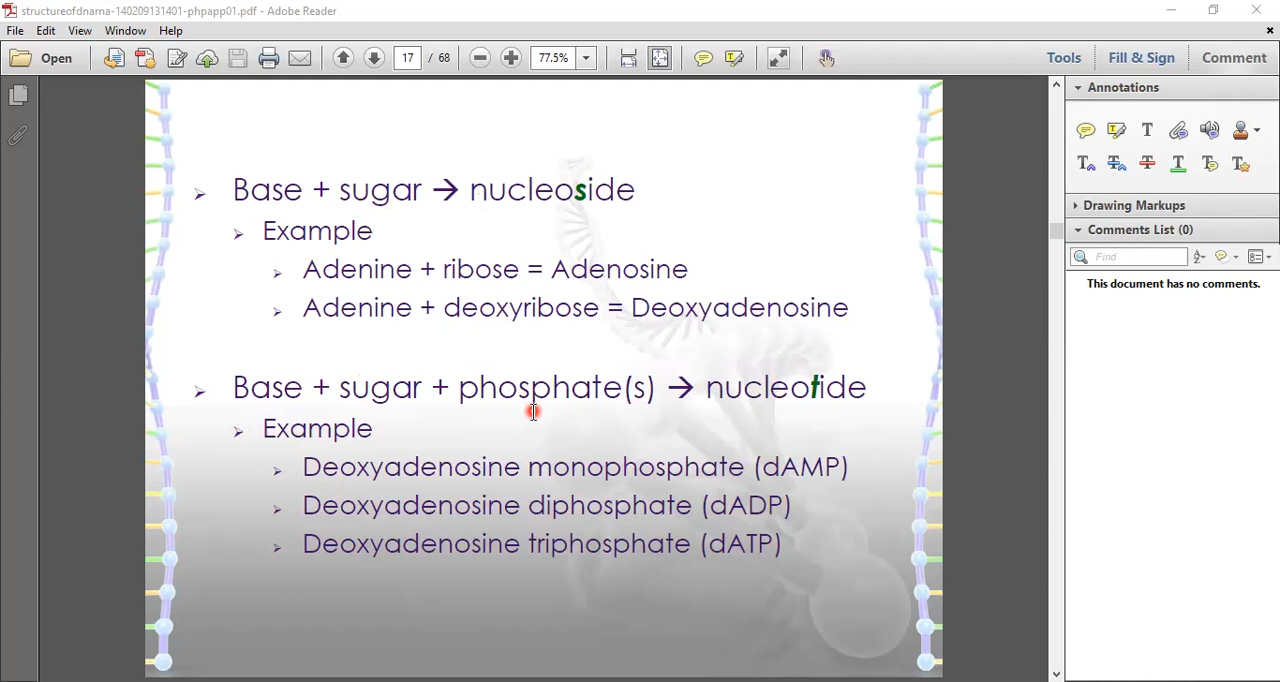 structureofdnarna-140209131401-phpapp01.pdf - Adobe Reader
File Edit View Window Help
Open 17 / 68 77.5% Tools Fill & Sign Comment
Annotations
Drawing Markups
Comments List (0)
Find
This document has no comments.
Base + sugar → nucleoside
Example
Adenine + ribose = Adenosine
Adenine + deoxyribose = Deoxyadenosine
Base + sugar + phosphate(s) → nucleotide
Example
Deoxyadenosine monophosphate (dAMP)
Deoxyadenosine diphosphate (dADP)
Deoxyadenosine triphosphate (dATP)